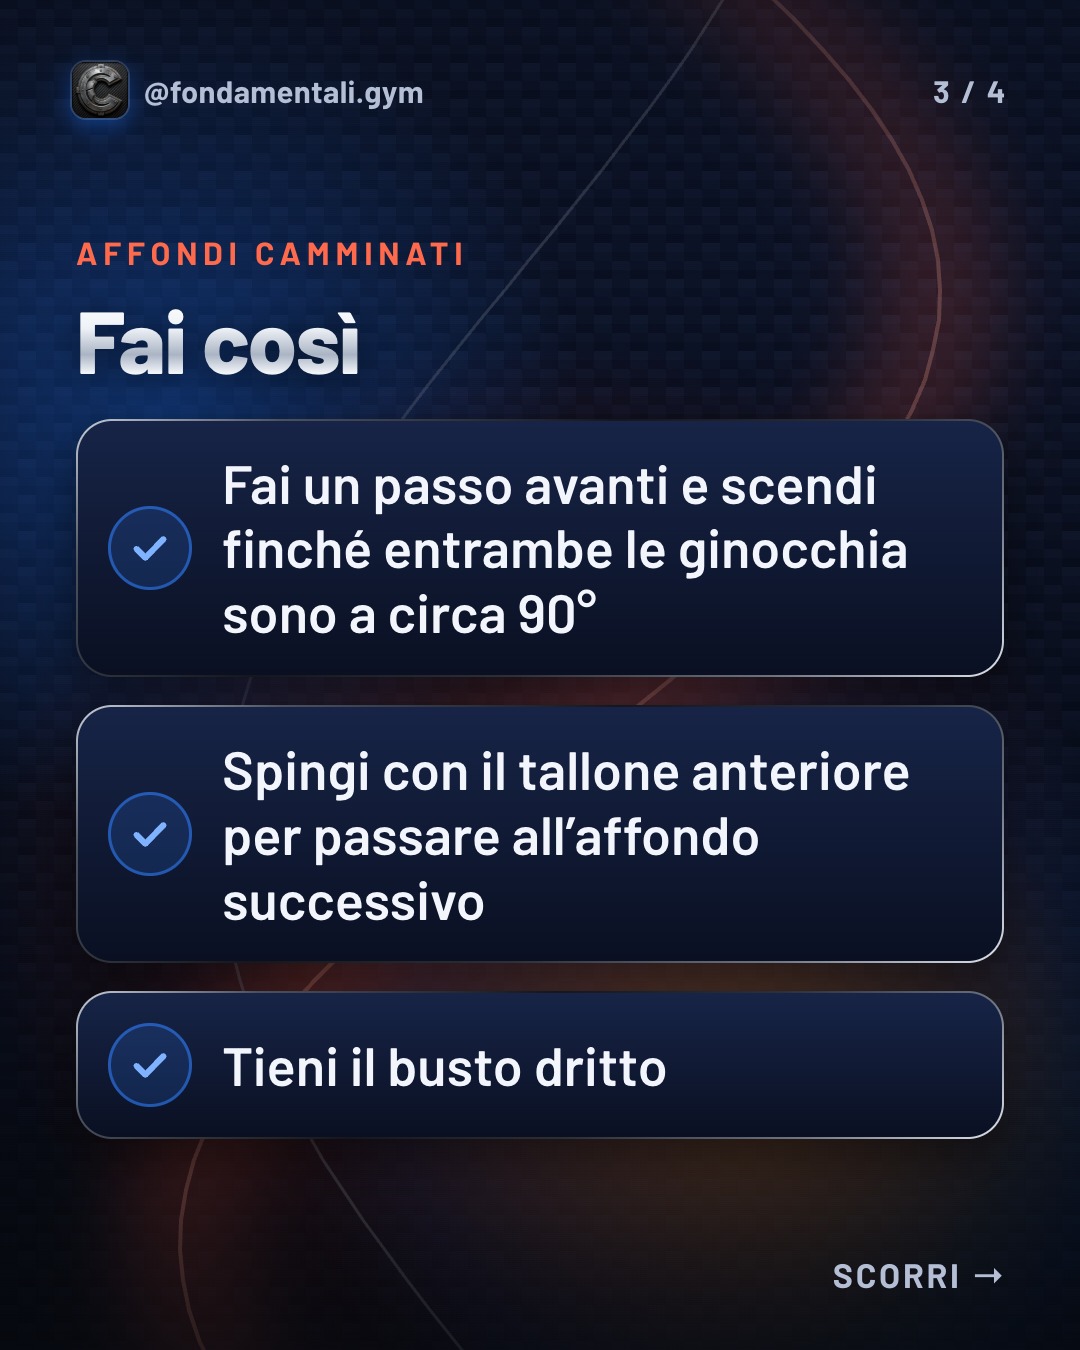 @fondamentali.gym
3 / 4
AFFONDI CAMMINATI
Fai così
Fai un passo avanti e scendi
finché entrambe le ginocchia
sono a circa 90°
Spingi con il tallone anteriore
per passare all’affondo
successivo
Tieni il busto dritto
SCORRI →